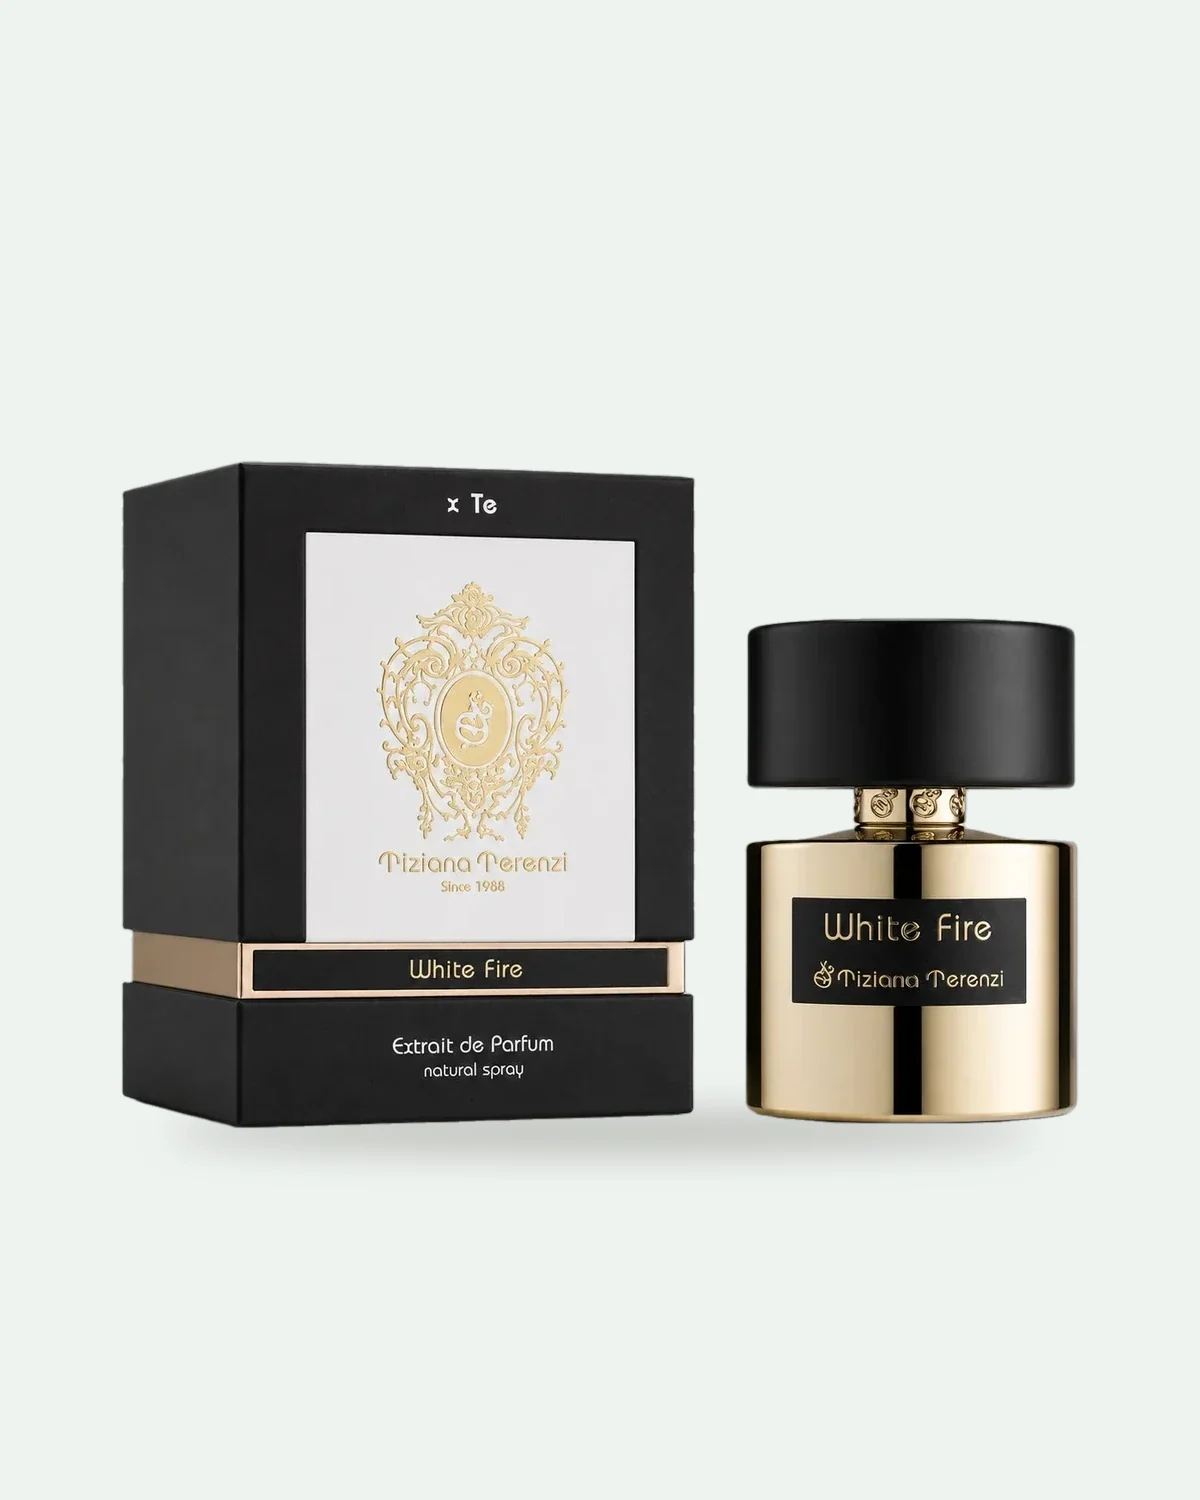 x Te
Tiziana Terenzi
Since 1988
White Fire
Extrait de Parfum
natural spray
White Fire
Tiziana Terenzi